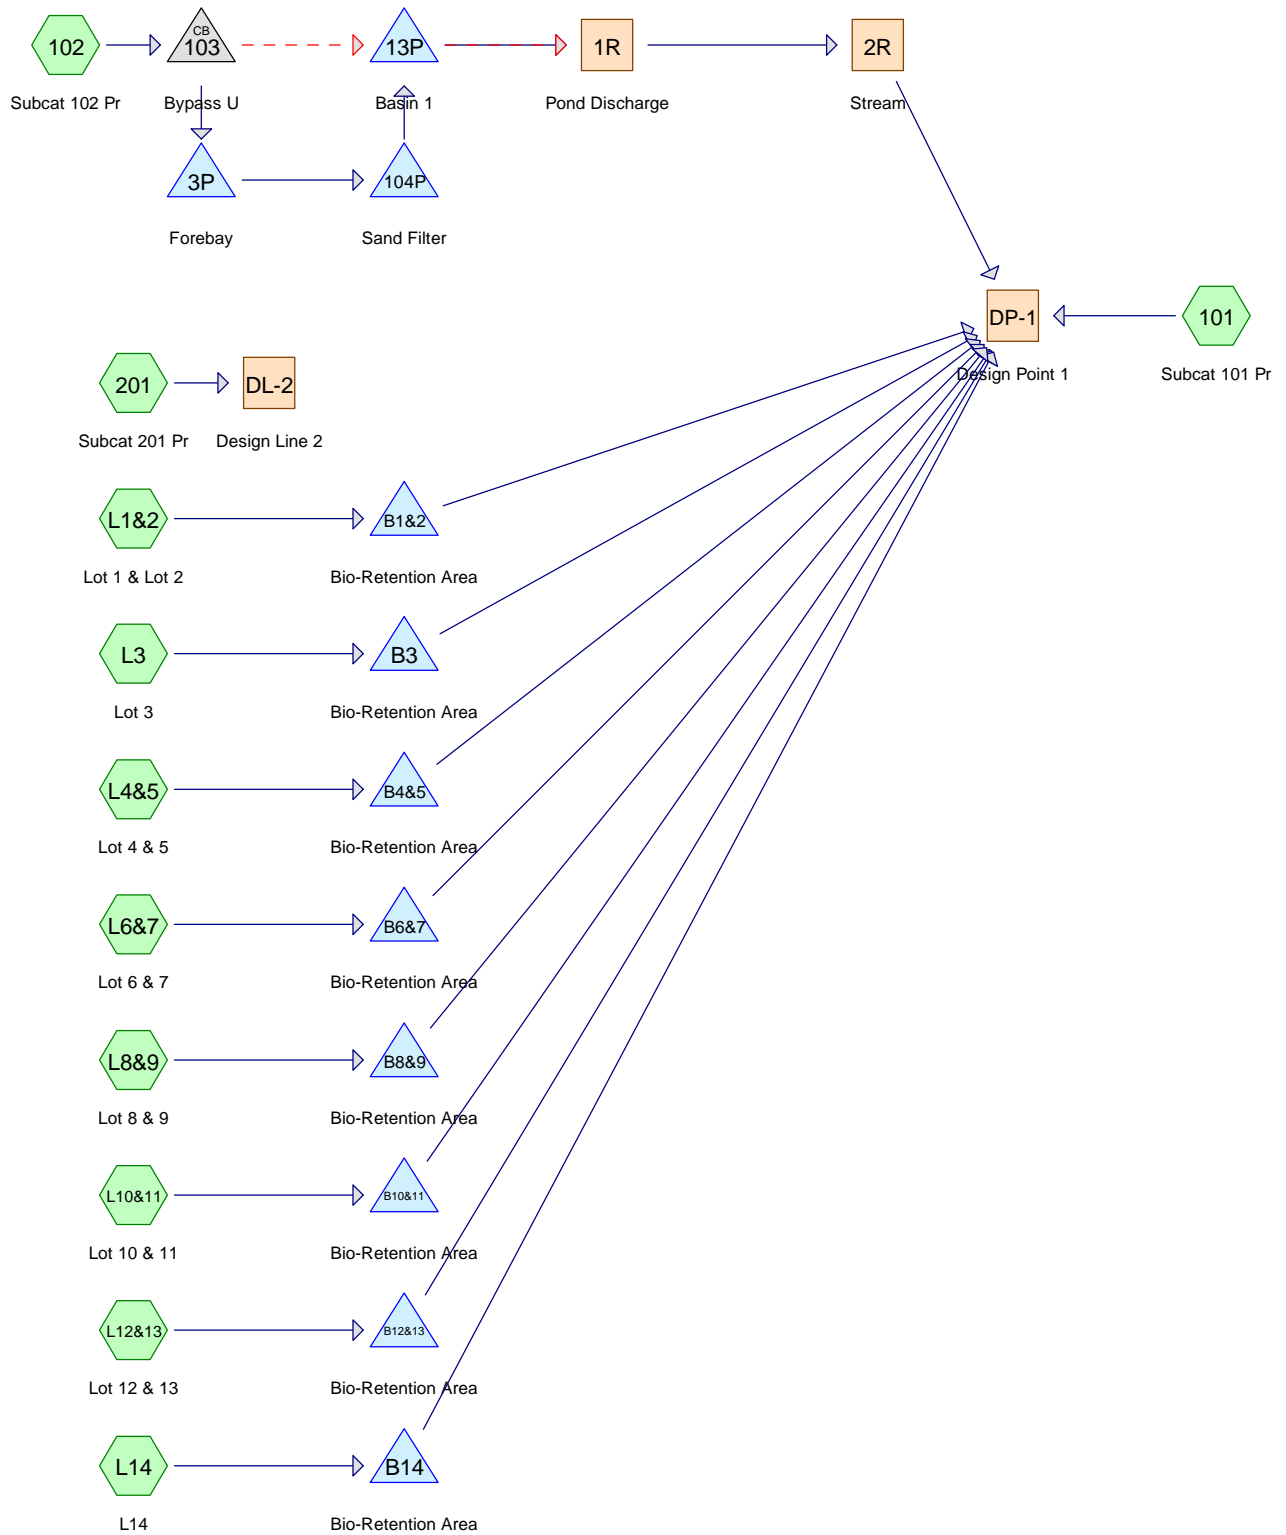 102
CB
103
13P
1R
2R
Subcat 102 Pr
Bypass U
Basin 1
Pond Discharge
Stream
3P
104P
Forebay
Sand Filter
DP-1
101
Design Point 1
Subcat 101 Pr
201
DL-2
Subcat 201 Pr
Design Line 2
L1&2
B1&2
Lot 1 & Lot 2
Bio-Retention Area
L3
B3
Lot 3
Bio-Retention Area
L4&5
B4&5
Lot 4 & 5
Bio-Retention Area
L6&7
B6&7
Lot 6 & 7
Bio-Retention Area
L8&9
B8&9
Lot 8 & 9
Bio-Retention Area
L10&11
B10&11
Lot 10 & 11
Bio-Retention Area
L12&13
B12&13
Lot 12 & 13
Bio-Retention Area
L14
B14
L14
Bio-Retention Area